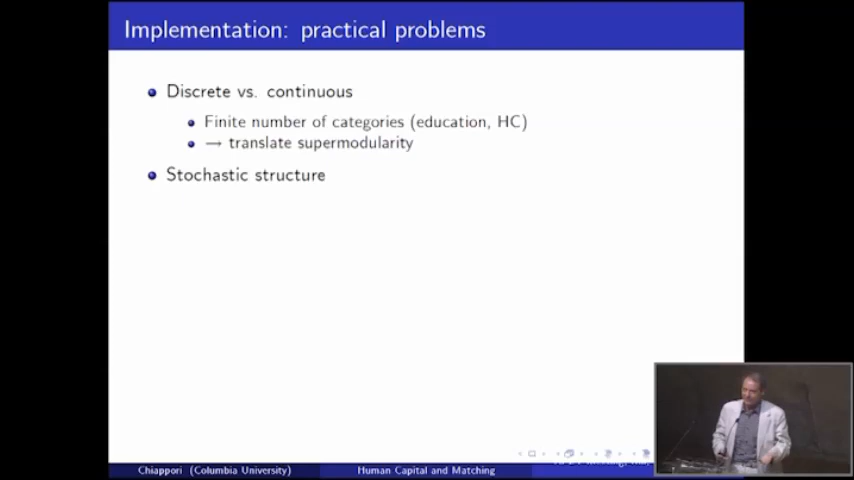 Implementation: practical problems
Discrete vs. continuous
Finite number of categories (education, HC)
→ translate supermodularity
Stochastic structure
Chiappori (Columbia University)
Human Capital and Matching